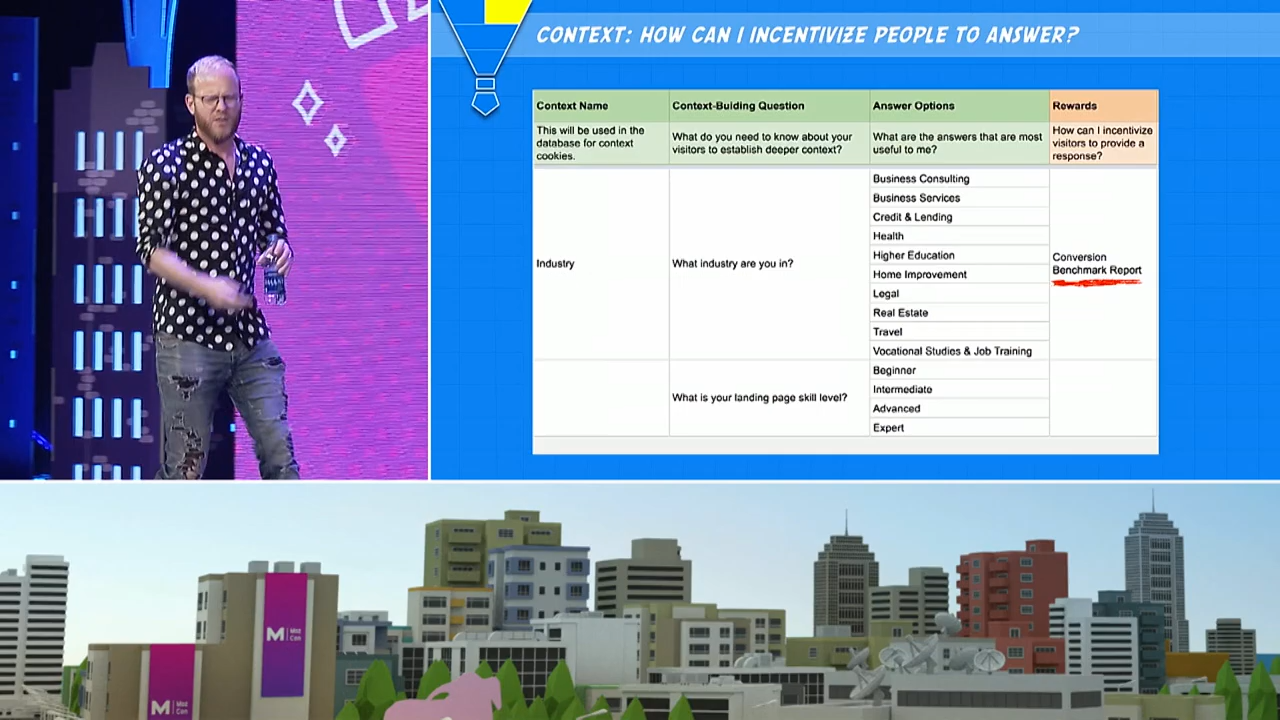 CONTEXT: HOW CAN I INCENTIVIZE PEOPLE TO ANSWER?
Context Name
Context-Buiding Question
Answer Options
Rewards
This will be used in the
database for context
cookies.
What do you need to know about your
visitors to establish deeper context?
What are the answers that are most
useful to me?
How can I incentivize
visitors to provide a
response?
Industry
What industry are you in?
Business Consulting
Business Services
Credit & Lending
Health
Higher Education
Home Improvement
Legal
Real Estate
Travel
Vocational Studies & Job Training
Conversion
Benchmark Report
What is your landing page skill level?
Beginner
Intermediate
Advanced
Expert
M Moz
Con
M Moz
Con